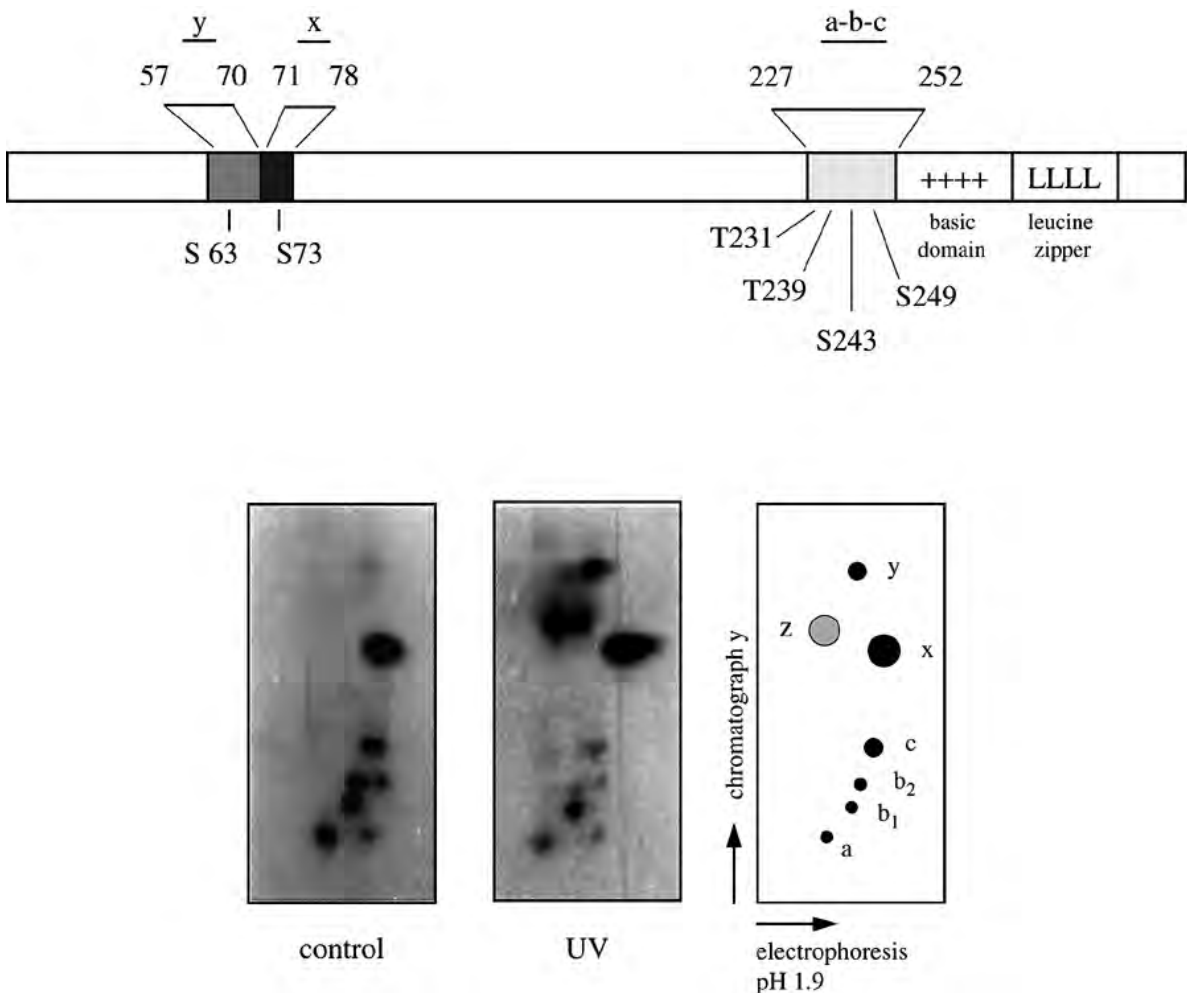 y x a-b-c
57 70 71 78 227 252
++++ LLLL
S 63 S73 T231 basic domain leucine zipper
T239 S249
S243
y
z x
chromatograph y
c
b2
b1
a
control UV electrophoresis
pH 1.9